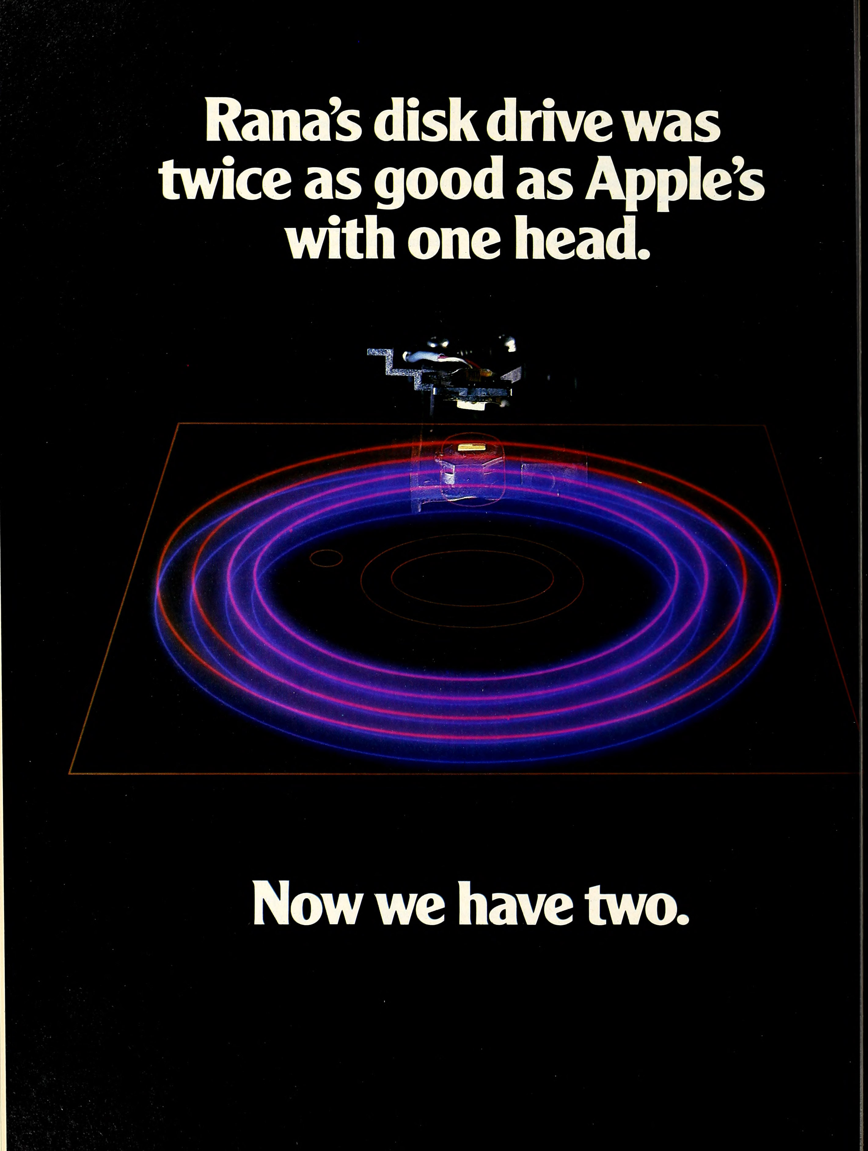 Rana's disk drive was
twice as good as Apple's
with one head.
Now we have two.